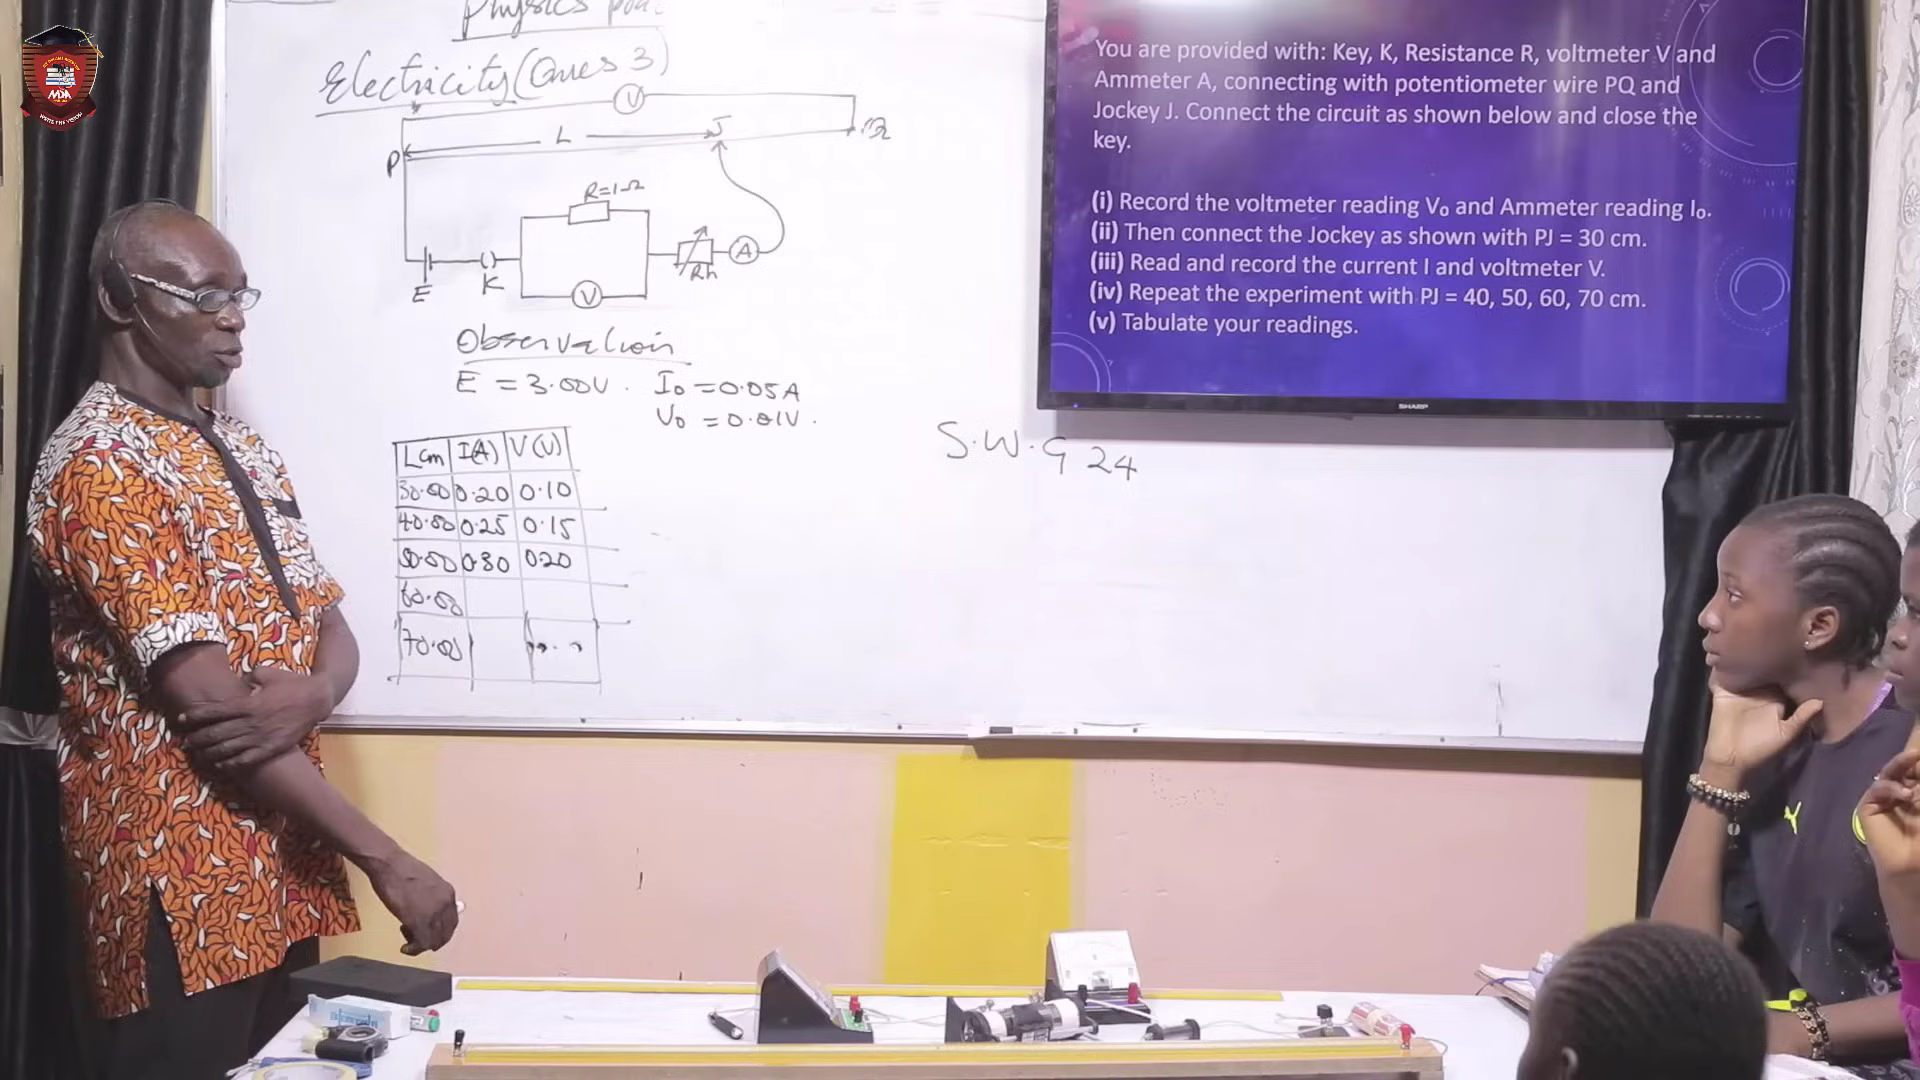 Physics
Electricity (Ques 3)
V
L
J
P
R=1Ω
E
K
V
Rh
A
Observation
E = 3.00V. I₀ = 0.05A
V₀ = 0.01V.
Lcm I(A) V(V)
30.00 0.20 0.10
40.00 0.25 0.15
50.00 0.30 0.20
60.00
70.00
S.W.G 24
You are provided with: Key, K, Resistance R, voltmeter V and
Ammeter A, connecting with potentiometer wire PQ and
Jockey J. Connect the circuit as shown below and close the
key.
(i) Record the voltmeter reading V₀ and Ammeter reading I₀.
(ii) Then connect the Jockey as shown with PJ = 30 cm.
(iii) Read and record the current I and voltmeter V.
(iv) Repeat the experiment with PJ = 40, 50, 60, 70 cm.
(v) Tabulate your readings.
SHARP
MDA